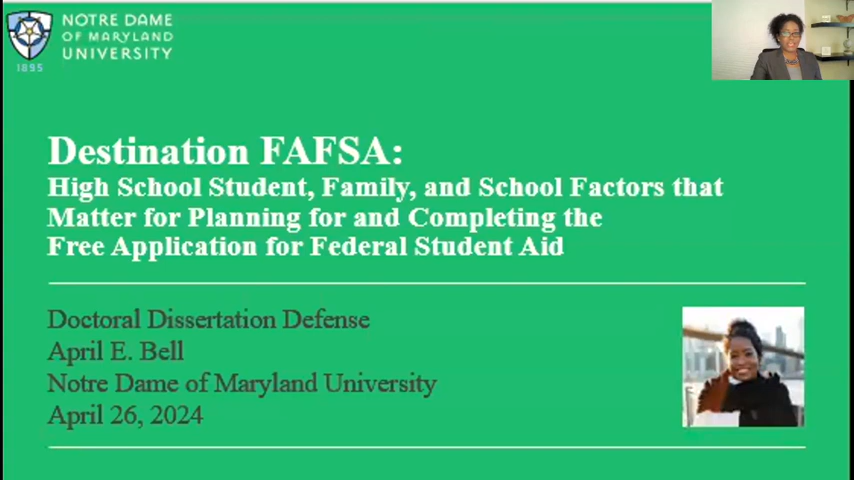 NOTRE DAME
OF MARYLAND
UNIVERSITY
1895
Destination FAFSA:
High School Student, Family, and School Factors that
Matter for Planning for and Completing the
Free Application for Federal Student Aid
Doctoral Dissertation Defense
April E. Bell
Notre Dame of Maryland University
April 26, 2024